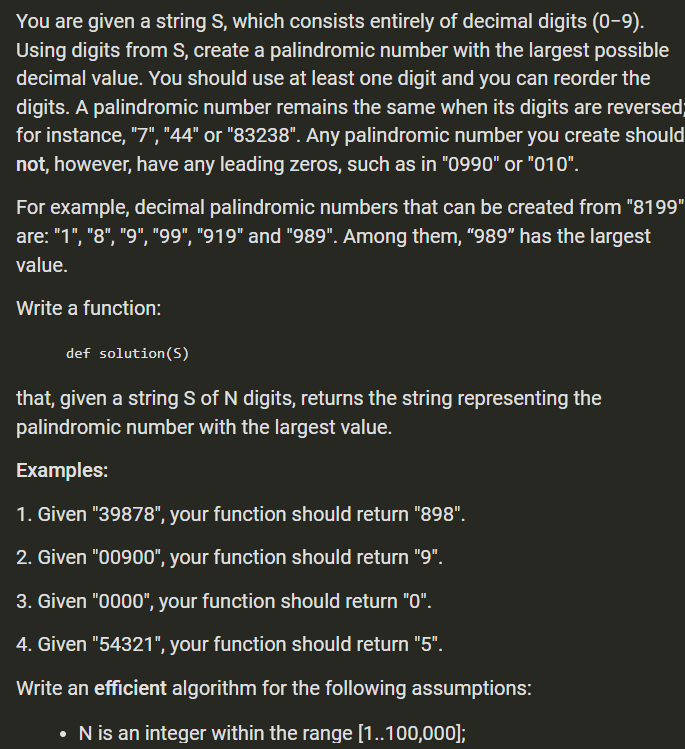 You are given a string S, which consists entirely of decimal digits (0−9).
Using digits from S, create a palindromic number with the largest possible
decimal value. You should use at least one digit and you can reorder the
digits. A palindromic number remains the same when its digits are reversed;
for instance, "7", "44" or "83238". Any palindromic number you create should
not, however, have any leading zeros, such as in "0990" or "010".
For example, decimal palindromic numbers that can be created from "8199"
are: "1", "8", "9", "99", "919" and "989". Among them, “989” has the largest
value.
Write a function:
def solution(S)
that, given a string S of N digits, returns the string representing the
palindromic number with the largest value.
Examples:
1. Given "39878", your function should return "898".
2. Given "00900", your function should return "9".
3. Given "0000", your function should return "0".
4. Given "54321", your function should return "5".
Write an efficient algorithm for the following assumptions:
• N is an integer within the range [1..100,000];